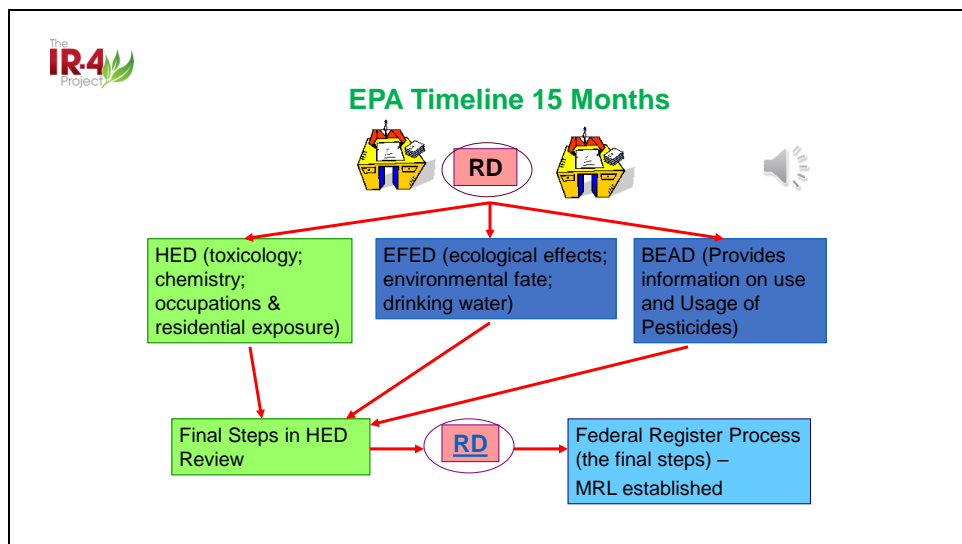 The
IR-4
Project
EPA Timeline 15 Months
RD
HED (toxicology;
chemistry;
occupations &
residential exposure)
EFED (ecological effects;
environmental fate;
drinking water)
BEAD (Provides
information on use
and Usage of
Pesticides)
Final Steps in HED
Review
RD
Federal Register Process
(the final steps) –
MRL established